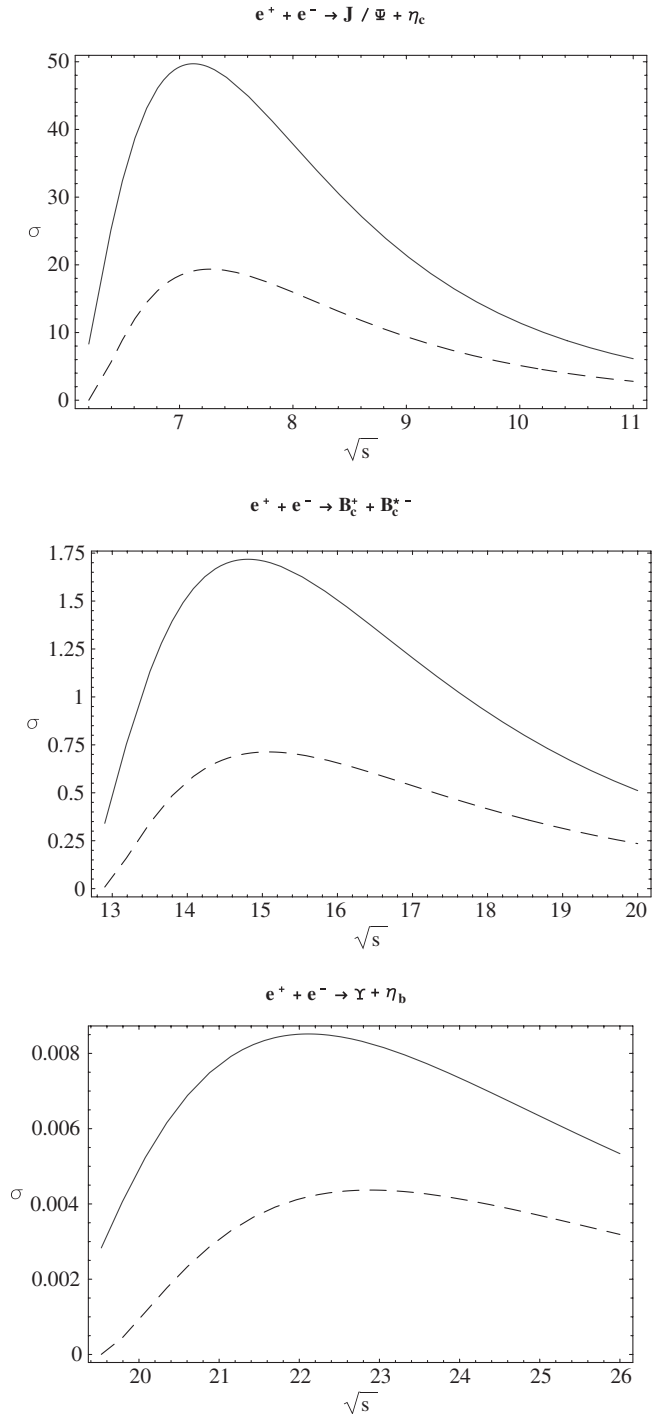 e⁺ + e⁻ → J / Ψ + η_c
50
40
30
σ
20
10
0
7 8 9 10 11
√s
e⁺ + e⁻ → B_c⁺ + B_c^{*-}
1.75
1.5
1.25
1
σ
0.75
0.5
0.25
0
13 14 15 16 17 18 19 20
√s
e⁺ + e⁻ → ϒ + η_b
0.008
0.006
σ
0.004
0.002
0
20 21 22 23 24 25 26
√s